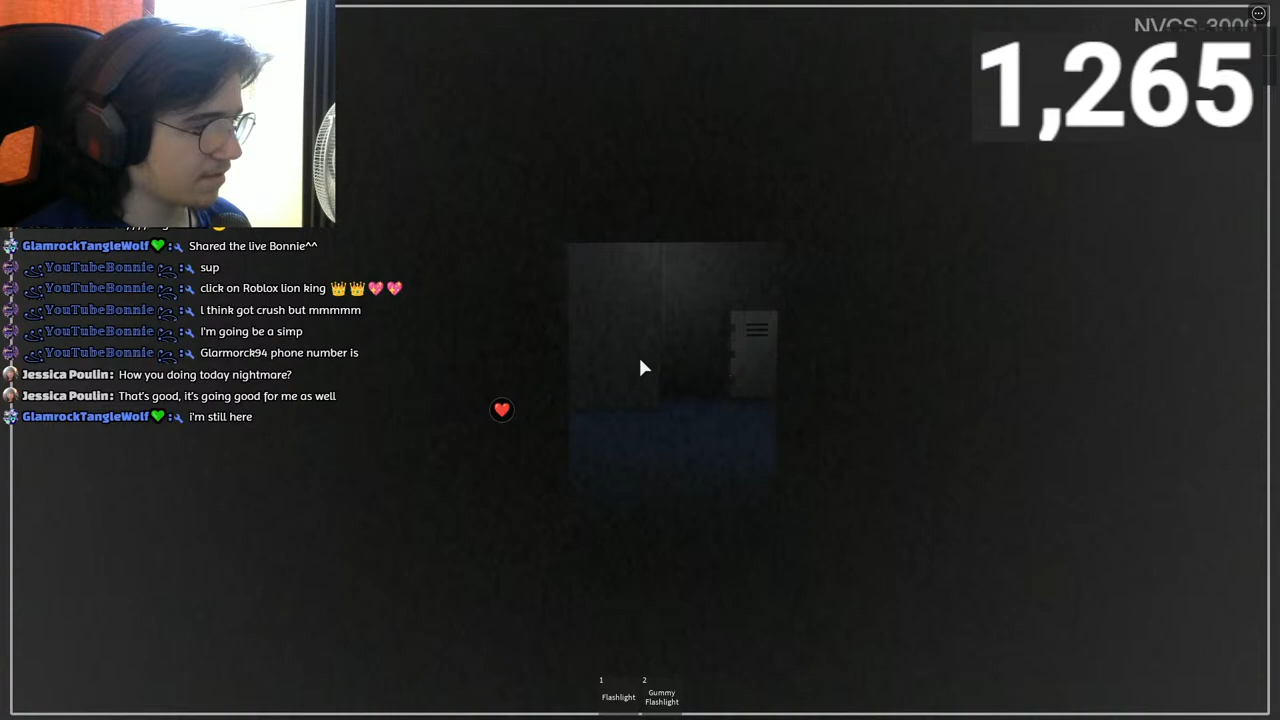 NVCS-3000
1,265
GlamrockTangleWolf💚 : Shared the live Bonnie^^
YouTubeBonnie : sup
YouTubeBonnie : click on Roblox lion king 👑 👑 💖 💖
YouTubeBonnie : l think got crush but mmmmm
YouTubeBonnie : I'm going be a simp
YouTubeBonnie : Glarmorck94 phone number is
Jessica Poulin : How you doing today nightmare?
Jessica Poulin : That's good, it's going good for me as well
GlamrockTangleWolf💚 : i'm still here
1 2
Flashlight Gummy Flashlight